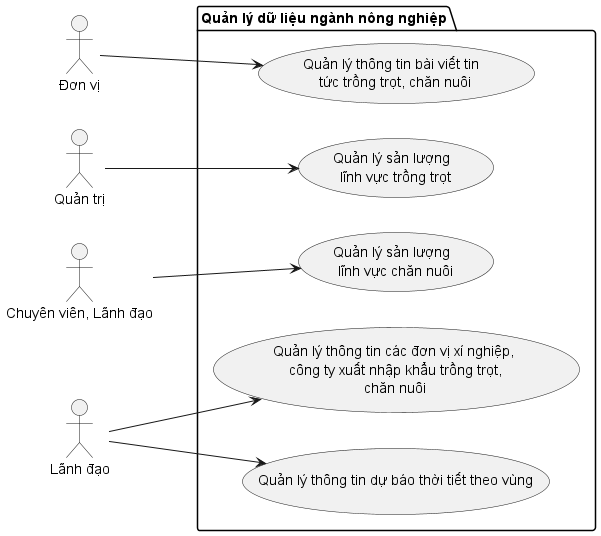 Quản lý dữ liệu ngành nông nghiệp
Đơn vị
Quản lý thông tin bài viết tin
tức trồng trọt, chăn nuôi
Quản trị
Quản lý sản lượng
lĩnh vực trồng trọt
Chuyên viên, Lãnh đạo
Quản lý sản lượng
lĩnh vực chăn nuôi
Quản lý thông tin các đơn vị xí nghiệp,
công ty xuất nhập khẩu trồng trọt,
chăn nuôi
Lãnh đạo
Quản lý thông tin dự báo thời tiết theo vùng